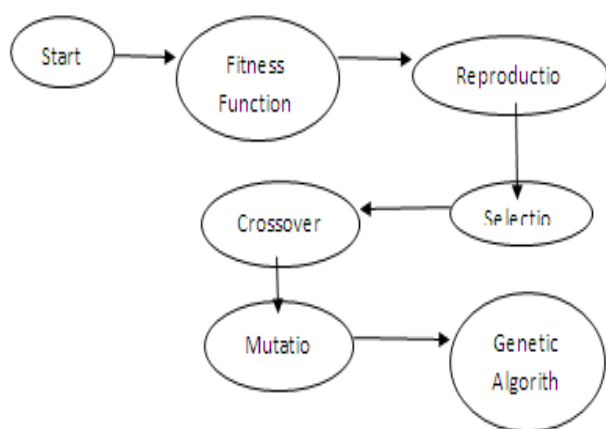 Start
Fitness
Function
Reproductio
Selectio
Crossover
Mutatio
Genetic
Algorith